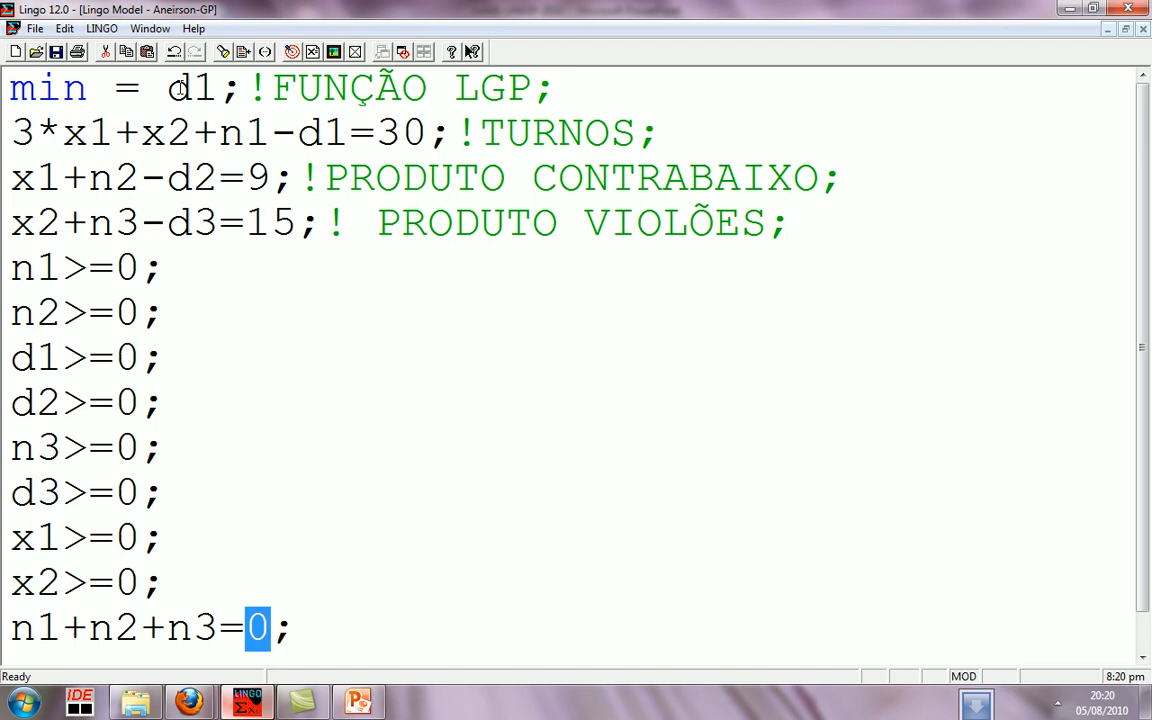 Lingo 12.0 - [Lingo Model - Aneirson-GP]
File Edit LINGO Window Help
min = d1;!FUNÇÃO LGP;
3*x1+x2+n1-d1=30;!TURNOS;
x1+n2-d2=9;!PRODUTO CONTRABAIXO;
x2+n3-d3=15;! PRODUTO VIOLÕES;
n1>=0;
n2>=0;
d1>=0;
d2>=0;
n3>=0;
d3>=0;
x1>=0;
x2>=0;
n1+n2+n3=0;
Ready MOD 8:20 pm
IDE LINGO
20:20
05/08/2010